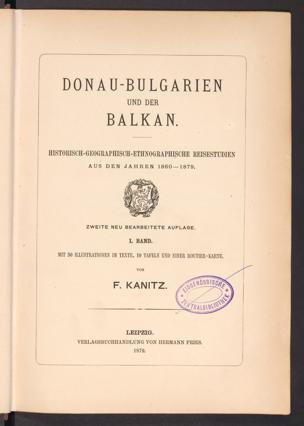 DONAU-BULGARIEN
UND DER
BALKAN.
HISTORISCH-GEOGRAPHISCH-ETHNOGRAPHISCHE REISESTUDIEN
AUS DEN JAHREN 1860—1879.
ZWEITE NEU BEARBEITETE AUFLAGE.
I. BAND.
MIT 50 ILLUSTRATIONEN IM TEXTE, 10 TAFELN UND EINER ROUTIER-KARTE.
VON
F. KANITZ.
EIDGENÖSSISCHE
ZENTRALBIBLIOTHEK
LEIPZIG.
VERLAGSBUCHHANDLUNG VON HERMANN FRIES.
1879.